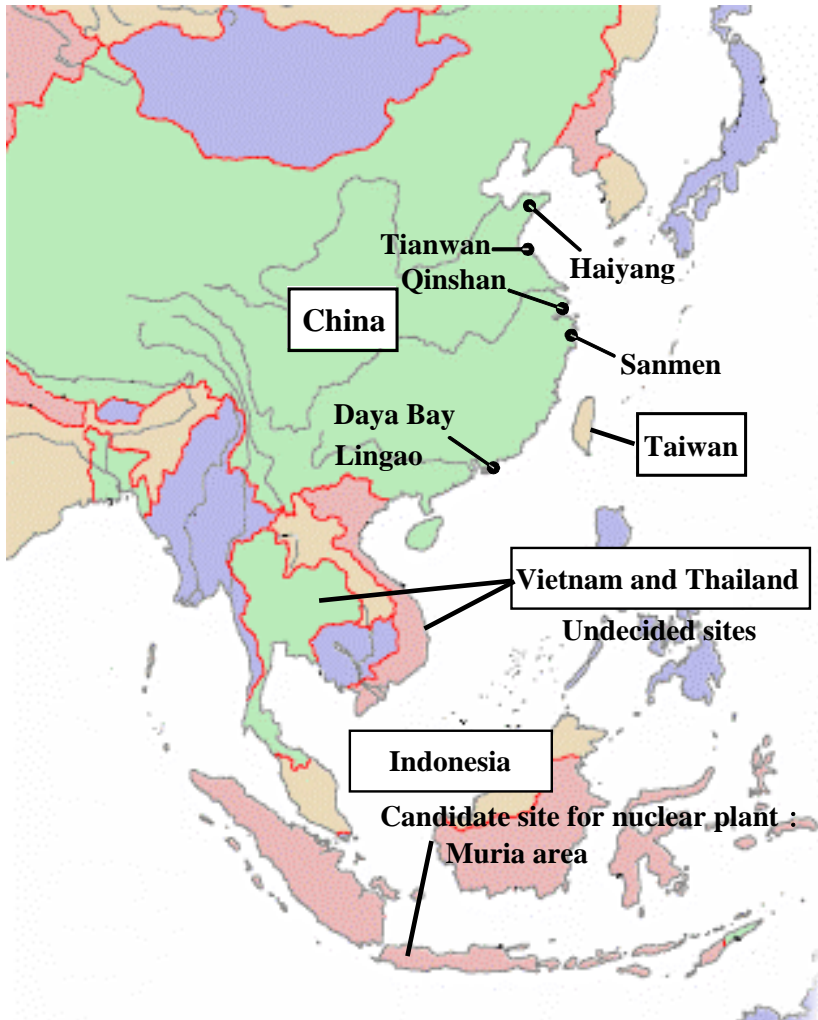 Tianwan
Haiyang
Qinshan
China
Sanmen
Daya Bay
Lingao
Taiwan
Vietnam and Thailand
Undecided sites
Indonesia
Candidate site for nuclear plant :
Muria area